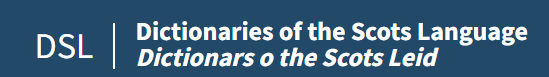 DSL
Dictionaries of the Scots Language
Dictionars o the Scots Leid